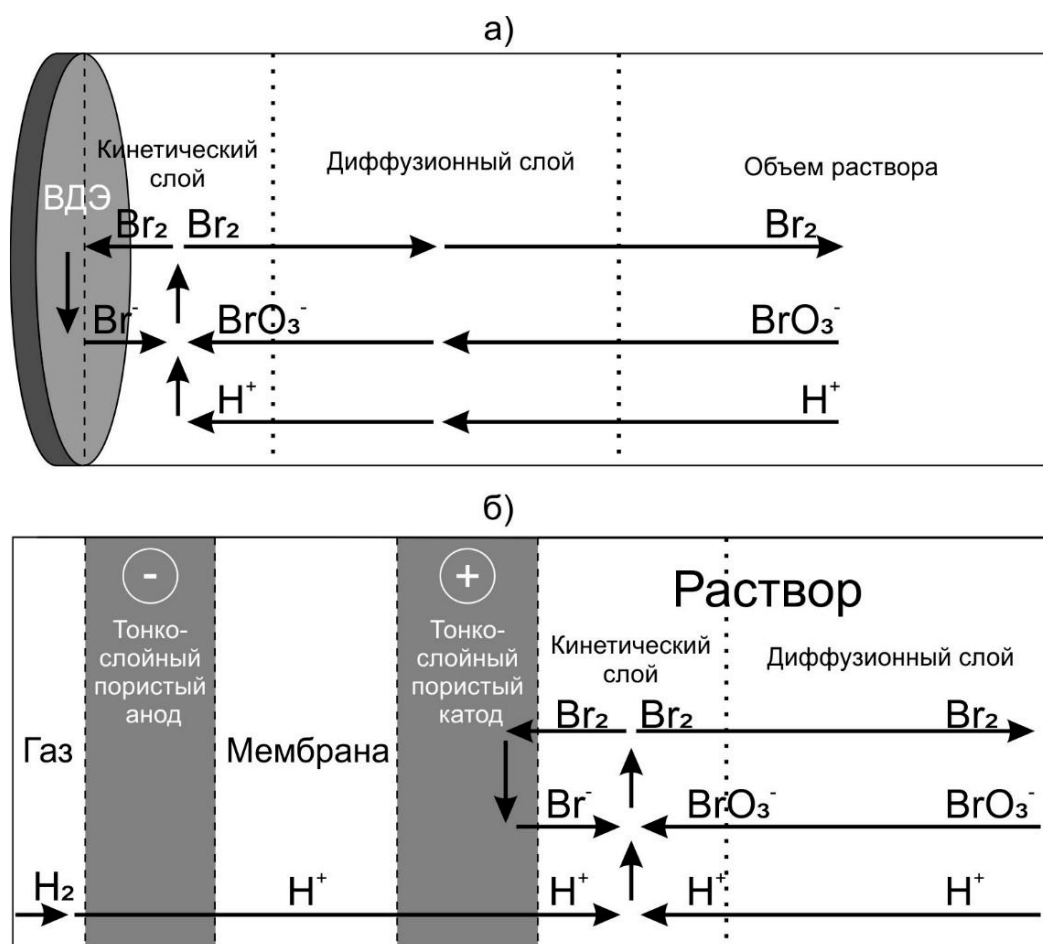 а)
Кинетический
слой
Диффузионный слой
Объем раствора
ВДЭ
Br₂ Br₂ Br₂
Br⁻ BrO₃⁻ BrO₃⁻
H⁺ H⁺
б)
Тонко-
слойный
пористый
анод
Тонко-
слойный
пористый
катод
Раствор
Кинетический
слой
Диффузионный слой
Газ
Мембрана
Br₂ Br₂ Br₂
Br⁻ BrO₃⁻ BrO₃⁻
H₂ H⁺ H⁺ H⁺ H⁺